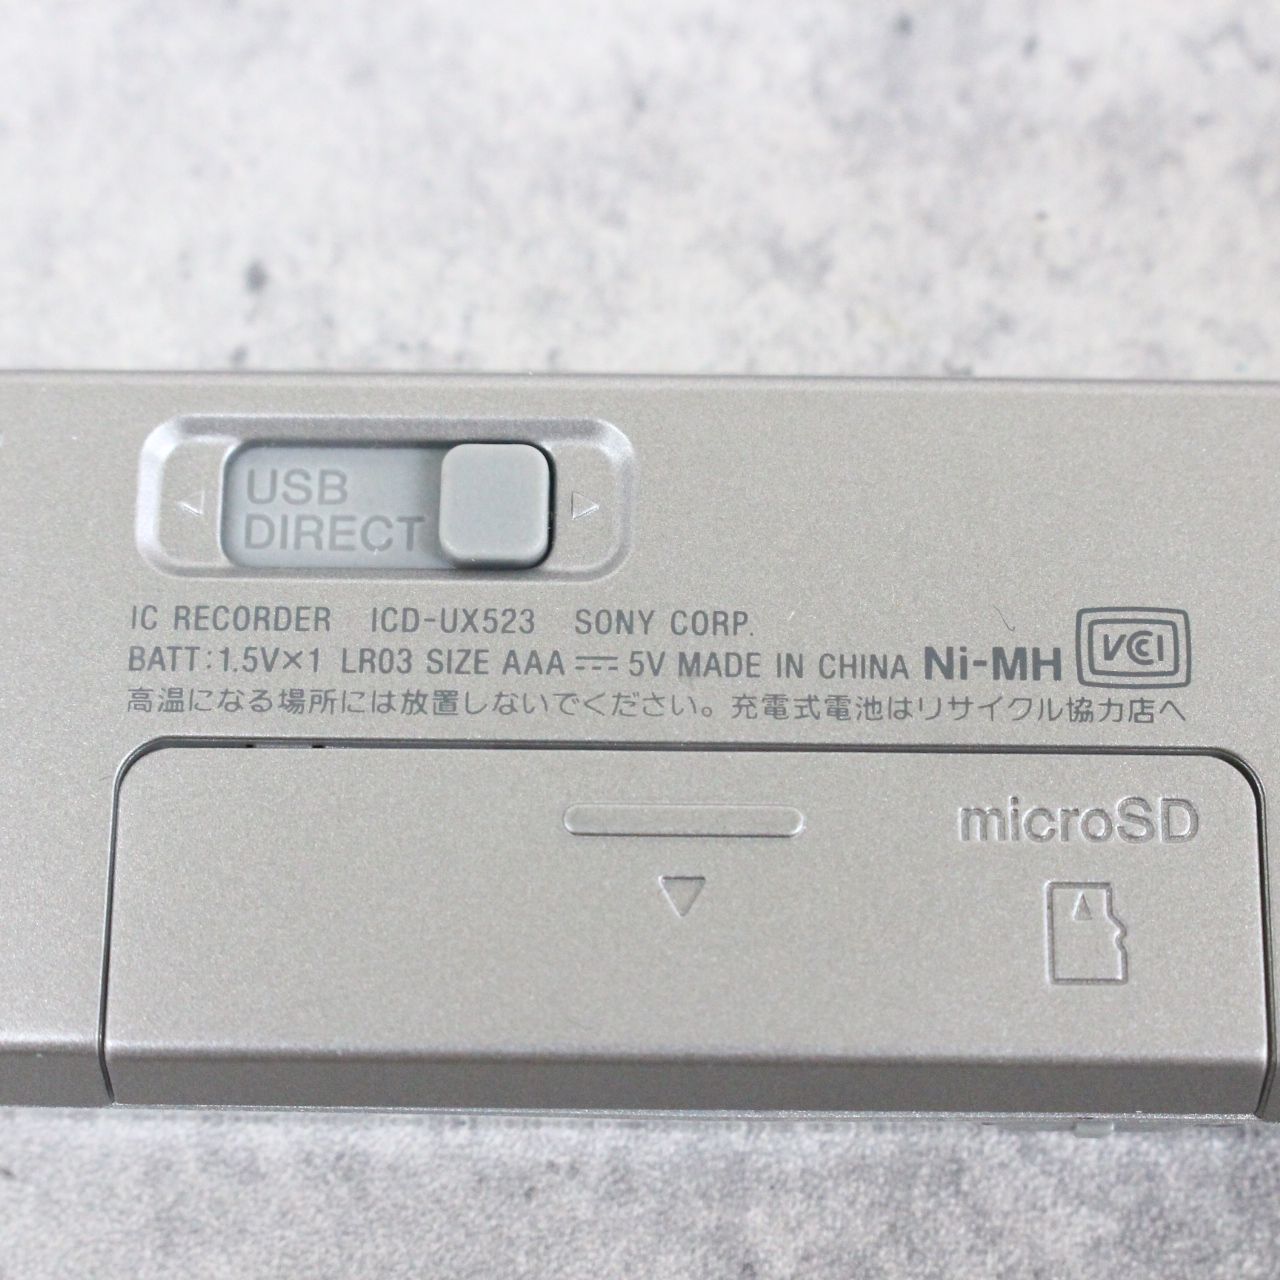 USB
DIRECT
IC RECORDER ICD-UX523 SONY CORP.
BATT:1.5V×1 LR03 SIZE AAA ⎓ 5V MADE IN CHINA Ni-MH VCI
高温になる場所には放置しないでください。充電式電池はリサイクル協力店へ
microSD